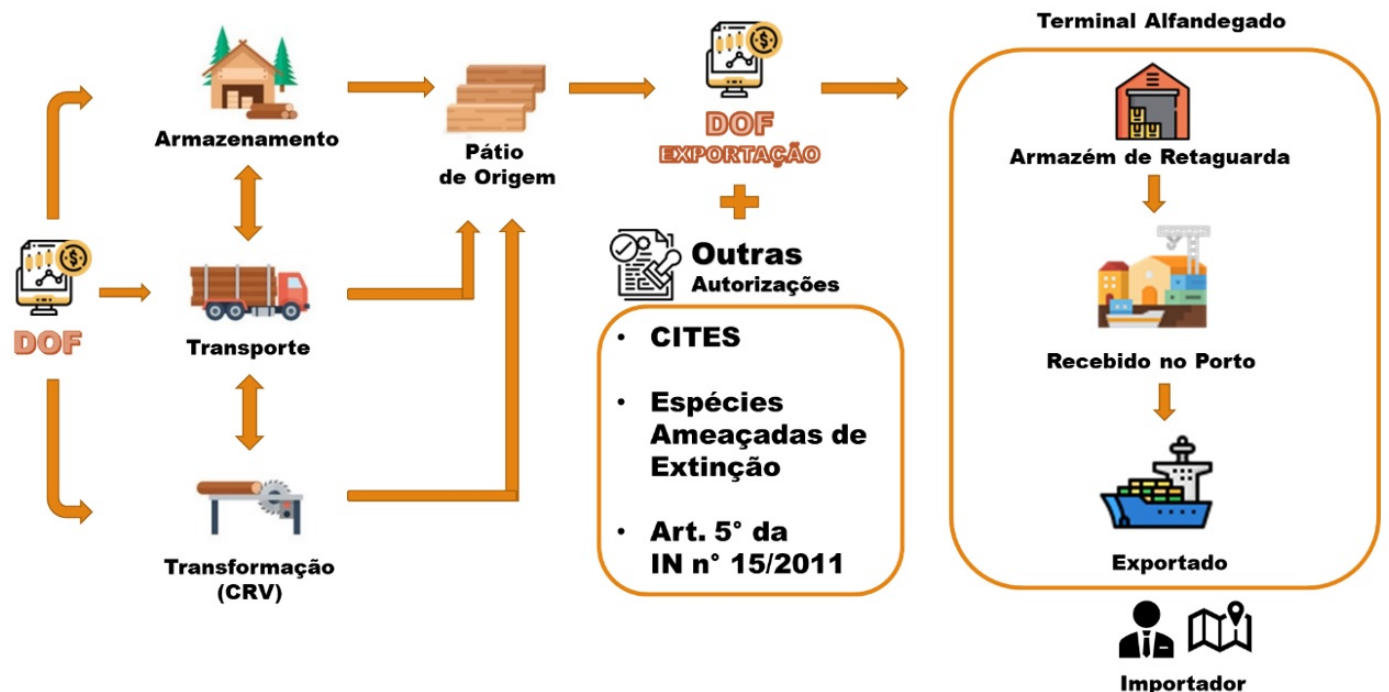 DOF
Armazenamento
Transporte
Transformação
(CRV)
Pátio
de Origem
DOF
EXPORTAÇÃO
Outras
Autorizações
• CITES
• Espécies
Ameaçadas de
Extinção
• Art. 5° da
IN n° 15/2011
Terminal Alfandegado
Armazém de Retaguarda
Recebido no Porto
Exportado
Importador